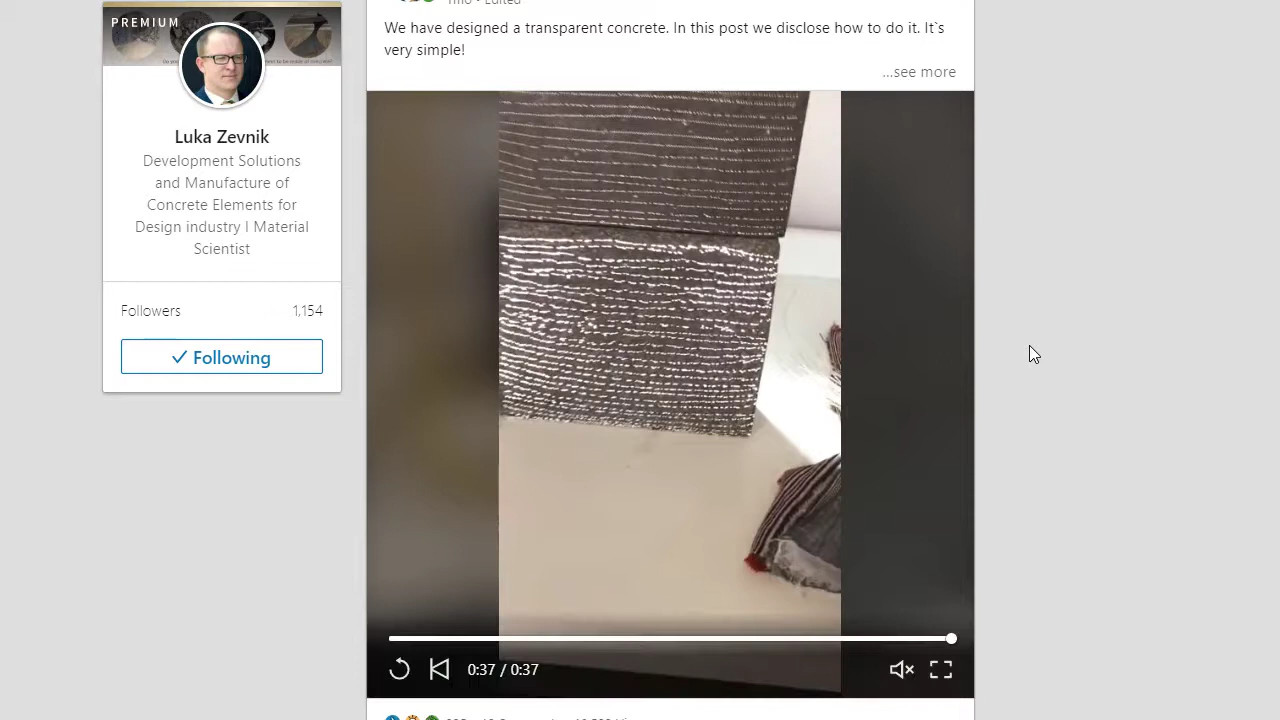 PREMIUM
Luka Zevnik
Development Solutions
and Manufacture of
Concrete Elements for
Design industry I Material
Scientist
Followers 1,154
Following
Edited
We have designed a transparent concrete. In this post we disclose how to do it. It`s
very simple!
...see more
0:37 / 0:37